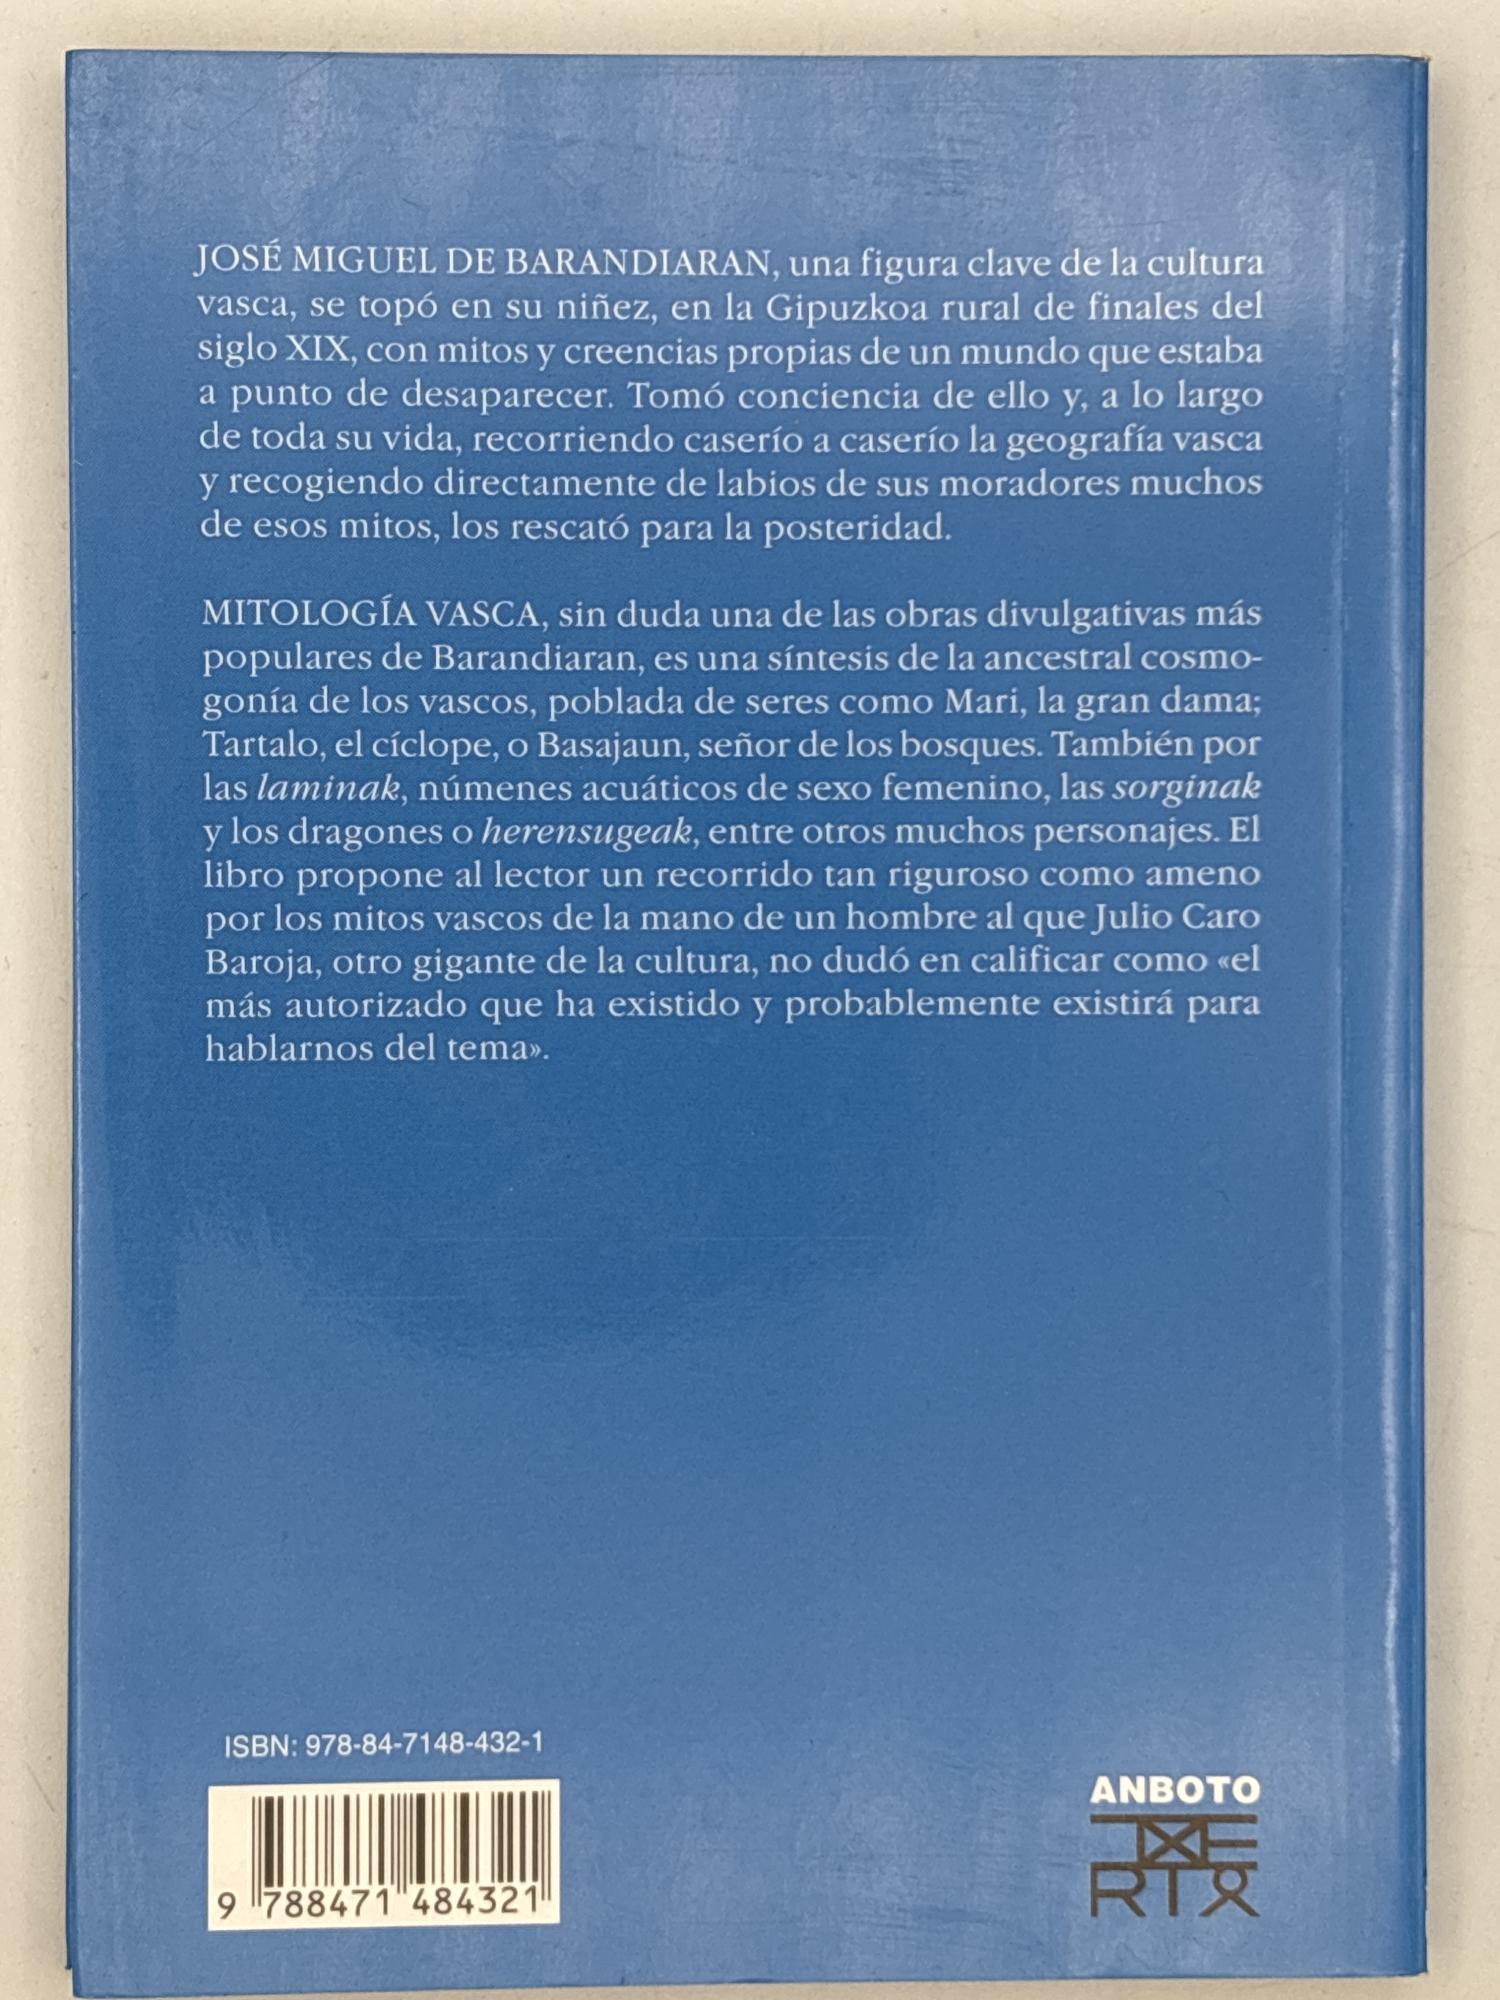 JOSÉ MIGUEL DE BARANDIARAN, una figura clave de la cultura
vasca, se topó en su niñez, en la Gipuzkoa rural de finales del
siglo XIX, con mitos y creencias propias de un mundo que estaba
a punto de desaparecer. Tomó conciencia de ello y, a lo largo
de toda su vida, recorriendo caserío a caserío la geografía vasca
y recogiendo directamente de labios de sus moradores muchos
de esos mitos, los rescató para la posteridad.
MITOLOGÍA VASCA, sin duda una de las obras divulgativas más
populares de Barandiaran, es una síntesis de la ancestral cosmo-
gonía de los vascos, poblada de seres como Mari, la gran dama;
Tartalo, el cíclope, o Basajaun, señor de los bosques. También por
las laminak, númenes acuáticos de sexo femenino, las sorginak
y los dragones o herensugeak, entre otros muchos personajes. El
libro propone al lector un recorrido tan riguroso como ameno
por los mitos vascos de la mano de un hombre al que Julio Caro
Baroja, otro gigante de la cultura, no dudó en calificar como «el
más autorizado que ha existido y probablemente existirá para
hablarnos del tema».
ISBN: 978-84-7148-432-1
9 788471 484321
ANBOTO
TXERTOA